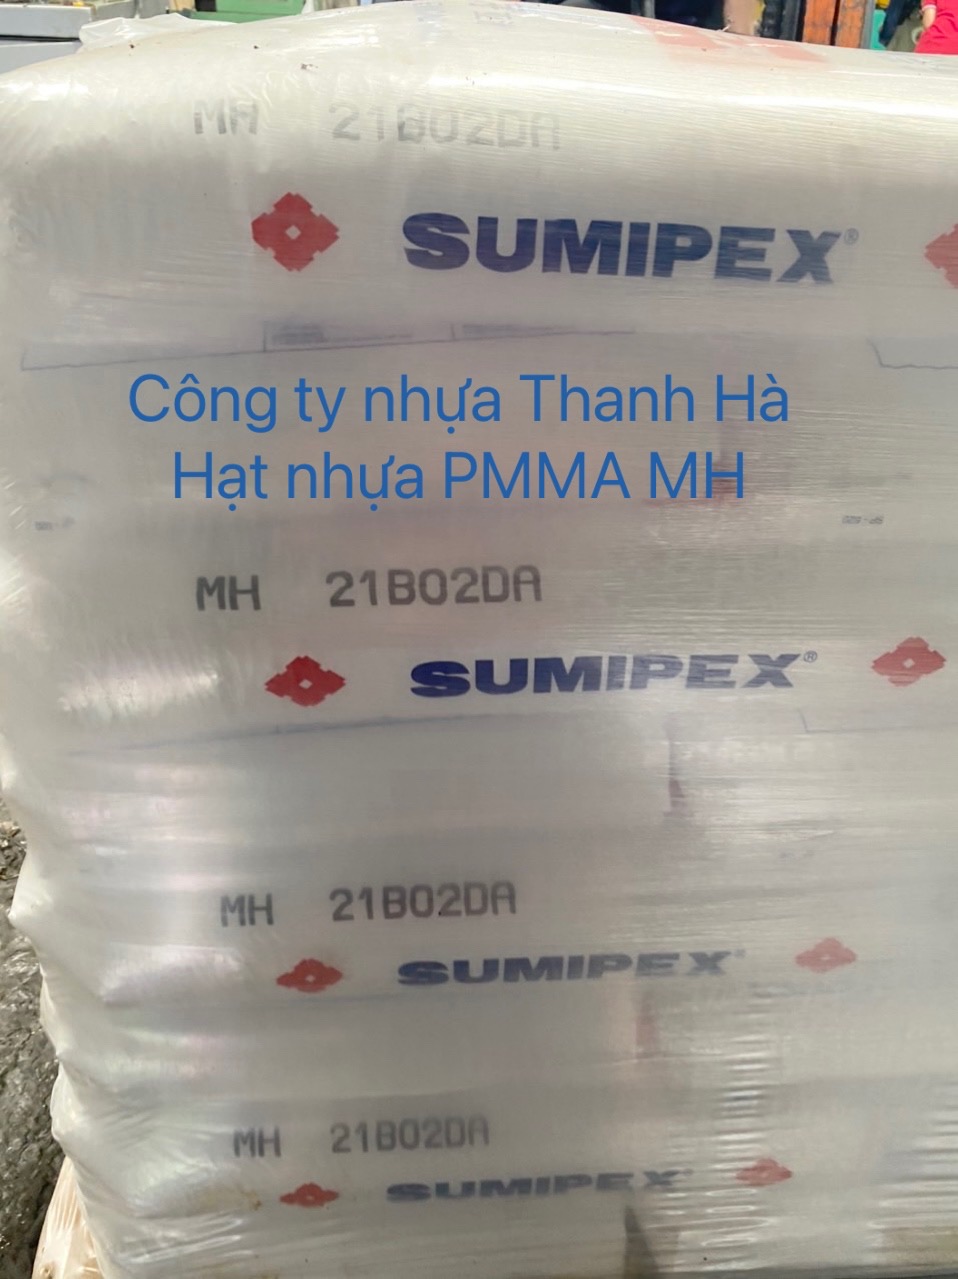 MH 21B02DA
SUMIPEX®
Công ty nhựa Thanh Hà
Hạt nhựa PMMA MH
MH 21B02DA
SUMIPEX®
MH 21B02DA
SUMIPEX
MH 21B02DA
SUMIPEX